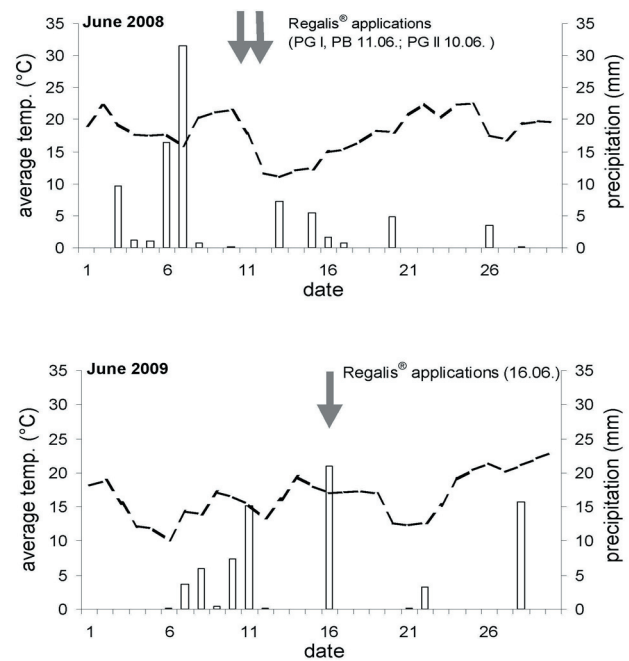 June 2008
Regalis® applications
(PG I, PB 11.06.; PG II 10.06. )
average temp. (°C)
precipitation (mm)
35 35
30 30
25 25
20 20
15 15
10 10
5 5
0 0
1 6 11 16 21 26
date
June 2009
Regalis® applications (16.06.)
average temp. (°C)
precipitation (mm)
35 35
30 30
25 25
20 20
15 15
10 10
5 5
0 0
1 6 11 16 21 26
date